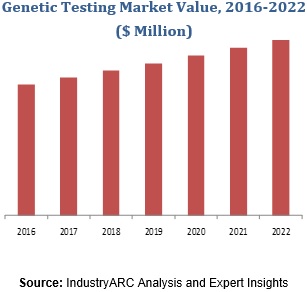 Genetic Testing Market Value, 2016-2022
($ Million)
2016 2017 2018 2019 2020 2021 2022
Source: IndustryARC Analysis and Expert Insights